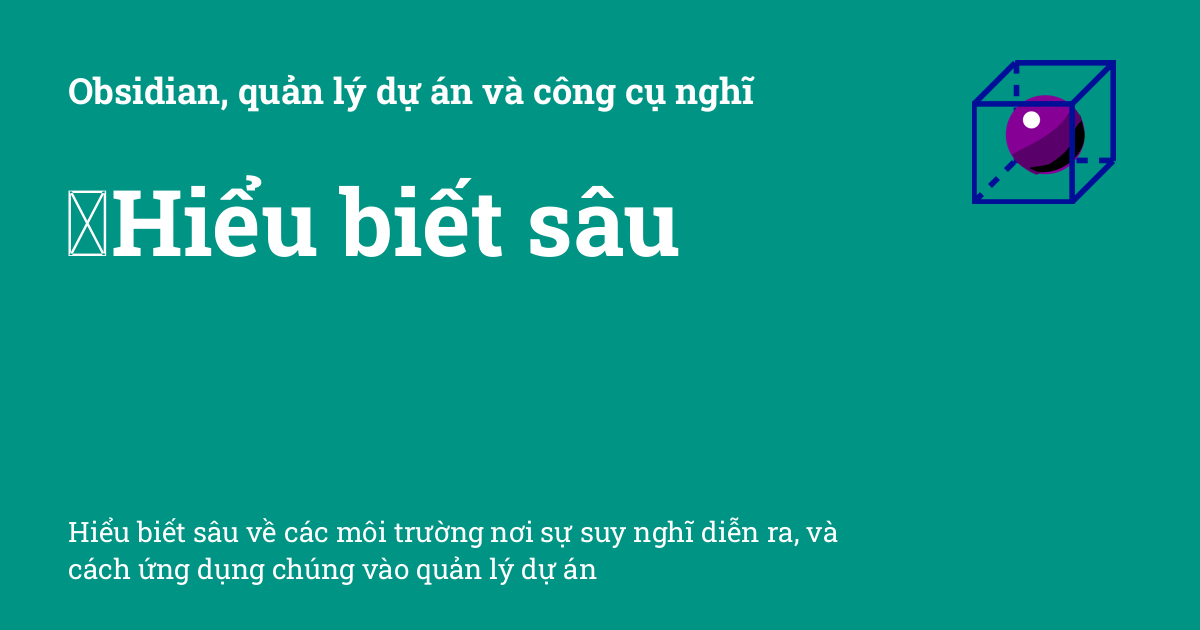 Obsidian, quản lý dự án và công cụ nghĩ
Hiểu biết sâu
Hiểu biết sâu về các môi trường nơi sự suy nghĩ diễn ra, và
cách ứng dụng chúng vào quản lý dự án